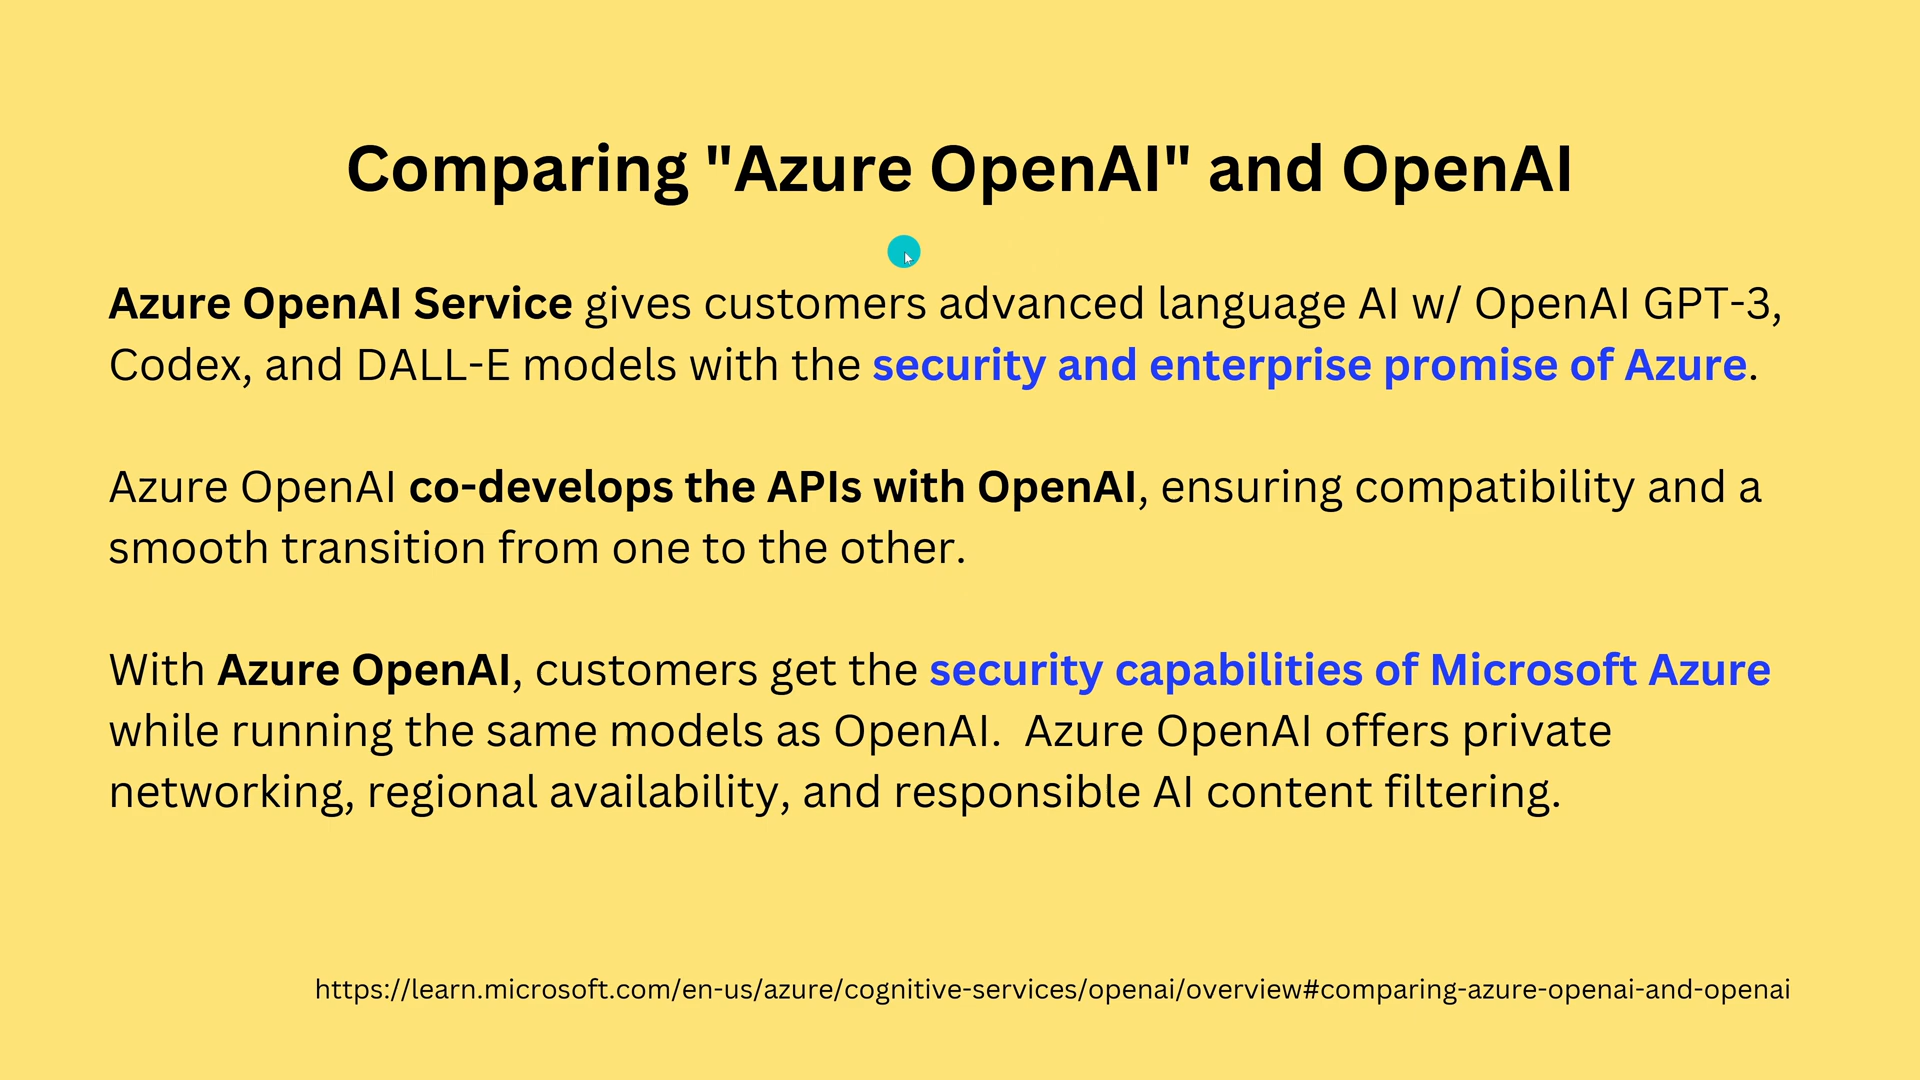 Comparing "Azure OpenAI" and OpenAI
Azure OpenAI Service gives customers advanced language AI w/ OpenAI GPT-3,
Codex, and DALL-E models with the security and enterprise promise of Azure.
Azure OpenAI co-develops the APIs with OpenAI, ensuring compatibility and a
smooth transition from one to the other.
With Azure OpenAI, customers get the security capabilities of Microsoft Azure
while running the same models as OpenAI.  Azure OpenAI offers private
networking, regional availability, and responsible AI content filtering.
https://learn.microsoft.com/en-us/azure/cognitive-services/openai/overview#comparing-azure-openai-and-openai